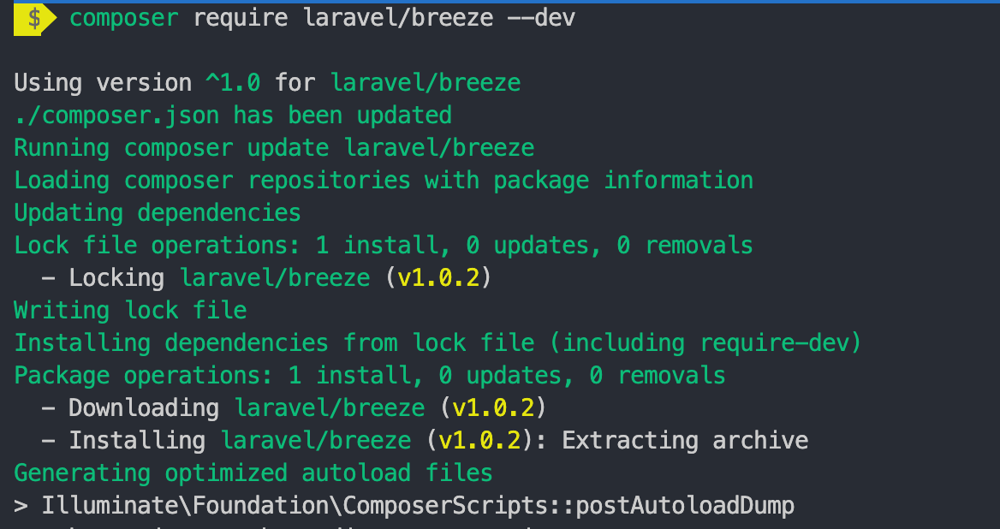 $ composer require laravel/breeze --dev
Using version ^1.0 for laravel/breeze
./composer.json has been updated
Running composer update laravel/breeze
Loading composer repositories with package information
Updating dependencies
Lock file operations: 1 install, 0 updates, 0 removals
  - Locking laravel/breeze (v1.0.2)
Writing lock file
Installing dependencies from lock file (including require-dev)
Package operations: 1 install, 0 updates, 0 removals
  - Downloading laravel/breeze (v1.0.2)
  - Installing laravel/breeze (v1.0.2): Extracting archive
Generating optimized autoload files
> Illuminate\Foundation\ComposerScripts::postAutoloadDump